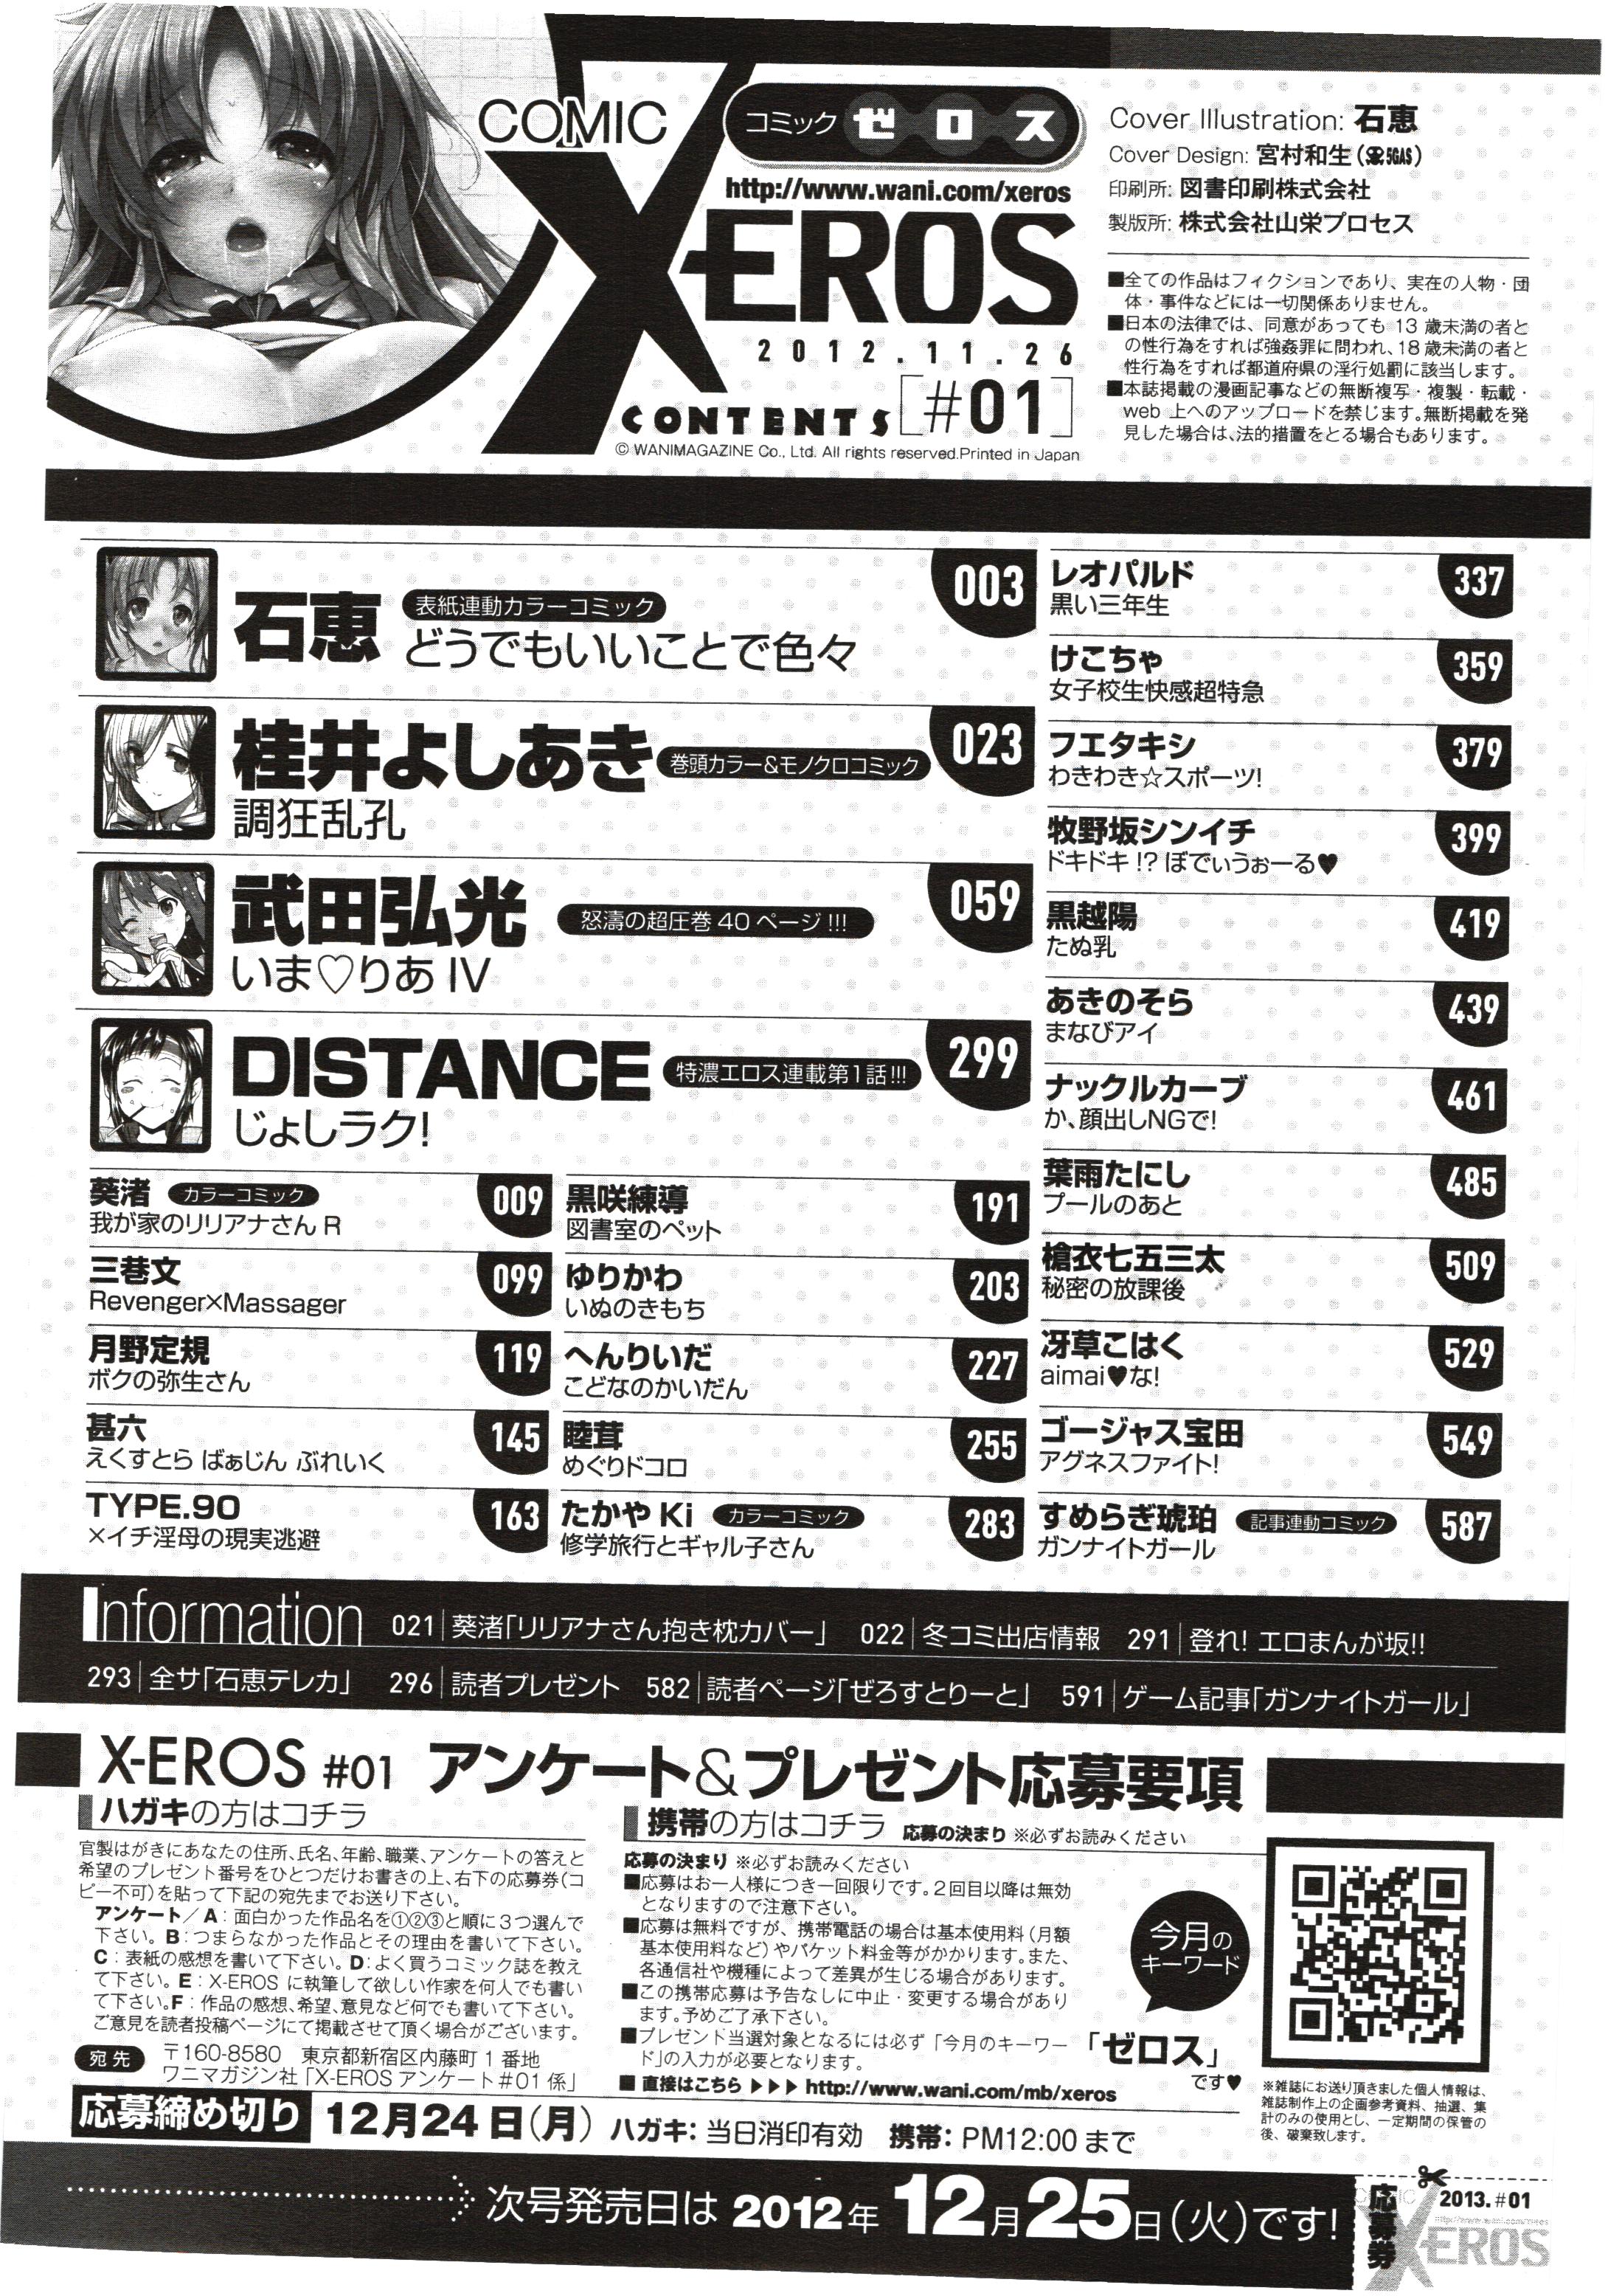 COMIC
コミック ゼロス
http://www.wani.com/xeros
X-EROS
2012.11.26
CONTENTS [#01]
© WANIMAGAZINE Co., Ltd. All rights reserved.Printed in Japan
Cover Illustration: 石恵
Cover Design: 宮村和生(5GAS)
印刷所: 図書印刷株式会社
製版所: 株式会社山栄プロセス
■全ての作品はフィクションであり、実在の人物・団
体・事件などには一切関係ありません。
■日本の法律では、同意があっても 13 歳未満の者と
の性行為をすれば強姦罪に問われ、18 歳未満の者と
性行為をすれば都道府県の淫行処罰に該当します。
■本誌掲載の漫画記事などの無断複写・複製・転載・
web 上へのアップロードを禁じます。無断掲載を発
見した場合は、法的措置をとる場合もあります。
石恵 表紙連動カラーコミック 003
どうでもいいことで色々
桂井よしあき 巻頭カラー&モノクロコミック 023
調狂乱孔
武田弘光 怒濤の超圧巻 40 ページ!!! 059
いま♡りあ Ⅳ
DISTANCE 特濃エロス連載第1話!!! 299
じょしラク!
葵渚 カラーコミック 009
我が家のリリアナさん R
三巷文 099
Revenger×Massager
月野定規 119
ボクの弥生さん
甚六 145
えくすとら ばぁじん ぶれいく
TYPE.90 163
×イチ淫母の現実逃避
黒咲練導 191
図書室のペット
ゆりかわ 203
いぬのきもち
へんりいだ 227
こどなのかいだん
睦茸 255
めぐりドコロ
たかやKi カラーコミック 283
修学旅行とギャル子さん
レオパルド 337
黒い三年生
けこちゃ 359
女子校生快感超特急
フエタキシ 379
わきわき☆スポーツ!
牧野坂シンイチ 399
ドキドキ!? ぼでぃうぉーる♥
黒越陽 419
たぬ乳
あきのそら 439
まなびアイ
ナックルカーブ 461
か、顔出しNGで!
葉雨たにし 485
プールのあと
槍衣七五三太 509
秘密の放課後
冴草こはく 529
aimai♥な!
ゴージャス宝田 549
アグネスファイト!
すめらぎ琥珀 記事連動コミック 587
ガンナイトガール
Information 021|葵渚「リリアナさん抱き枕カバー」 022|冬コミ出店情報 291|登れ! エロまんが坂!!
293|全サ「石恵テレカ」 296|読者プレゼント 582|読者ページ「ぜろすとりーと」 591|ゲーム記事「ガンナイトガール」
X-EROS #01 アンケート&プレゼント応募要項
ハガキの方はコチラ
官製はがきにあなたの住所、氏名、年齢、職業、アンケートの答えと
希望のプレゼント番号をひとつだけお書きの上、右下の応募券(コ
ピー不可)を貼って下記の宛先までお送り下さい。
アンケート/A:面白かった作品名を①②③と順に3つ選んで
下さい。B:つまらなかった作品とその理由を書いて下さい。
C:表紙の感想を書いて下さい。D:よく買うコミック誌を教え
て下さい。E:X-EROS に執筆して欲しい作家を何人でも書い
て下さい。F:作品の感想、希望、意見など何でも書いて下さい。
ご意見を読者投稿ページにて掲載させて頂く場合がございます。
宛先 〒160-8580 東京都新宿区内藤町 1 番地
ワニマガジン社「X-EROS アンケート#01 係」
携帯の方はコチラ 応募の決まり ※必ずお読みください
応募の決まり ※必ずお読みください
■応募はお一人様につき一回限りです。2回目以降は無効
となりますので注意下さい。
■応募は無料ですが、携帯電話の場合は基本使用料(月額
基本使用料など)やパケット料金等がかかります。また、
各通信社や機種によって差異が生じる場合があります。
■この携帯応募は予告なしに中止・変更する場合があり
ます。予めご了承下さい。
■プレゼント当選対象となるには必ず「今月のキーワー
ド」の入力が必要となります。
■直接はこちら ▶▶▶ http://www.wani.com/mb/xeros
今月の
キーワード
「ゼロス」
です♥
※雑誌にお送り頂きました個人情報は、
雑誌制作上の企画参考資料、抽選、集
計のみの使用とし、一定期間の保管の
後、破棄致します。
応募締め切り 12月24日(月) ハガキ: 当日消印有効 携帯: PM12:00 まで
次号発売日は 2012年12月25日(火)です!
応募券
COMIC 2013.#01
http://www.wani.com/xeros
X-EROS